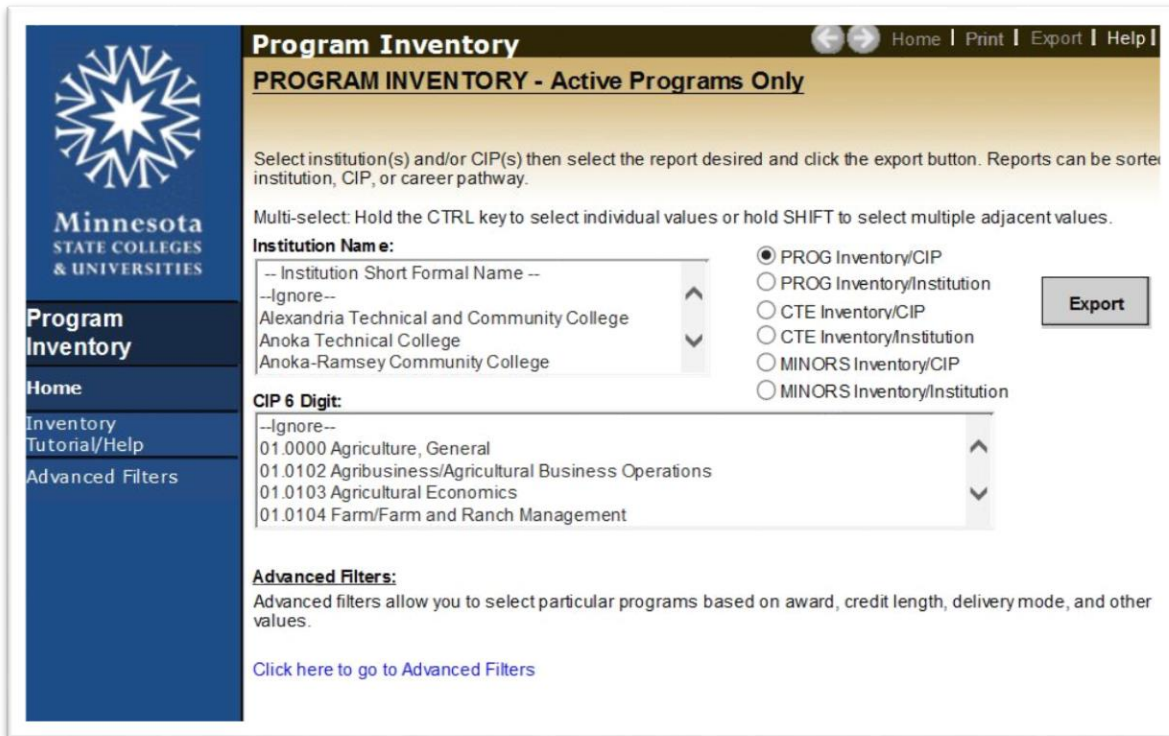 Program Inventory
Home | Print | Export | Help |
PROGRAM INVENTORY - Active Programs Only
Select institution(s) and/or CIP(s) then select the report desired and click the export button. Reports can be sorte
institution, CIP, or career pathway.
Multi-select: Hold the CTRL key to select individual values or hold SHIFT to select multiple adjacent values.
Minnesota
STATE COLLEGES
& UNIVERSITIES
Program
Inventory
Home
Inventory
Tutorial/Help
Advanced Filters
Institution Name:
-- Institution Short Formal Name --
--Ignore--
Alexandria Technical and Community College
Anoka Technical College
Anoka-Ramsey Community College
PROG Inventory/CIP
PROG Inventory/Institution
CTE Inventory/CIP
CTE Inventory/Institution
MINORS Inventory/CIP
MINORS Inventory/Institution
Export
CIP 6 Digit:
--Ignore--
01.0000 Agriculture, General
01.0102 Agribusiness/Agricultural Business Operations
01.0103 Agricultural Economics
01.0104 Farm/Farm and Ranch Management
Advanced Filters:
Advanced filters allow you to select particular programs based on award, credit length, delivery mode, and other
values.
Click here to go to Advanced Filters